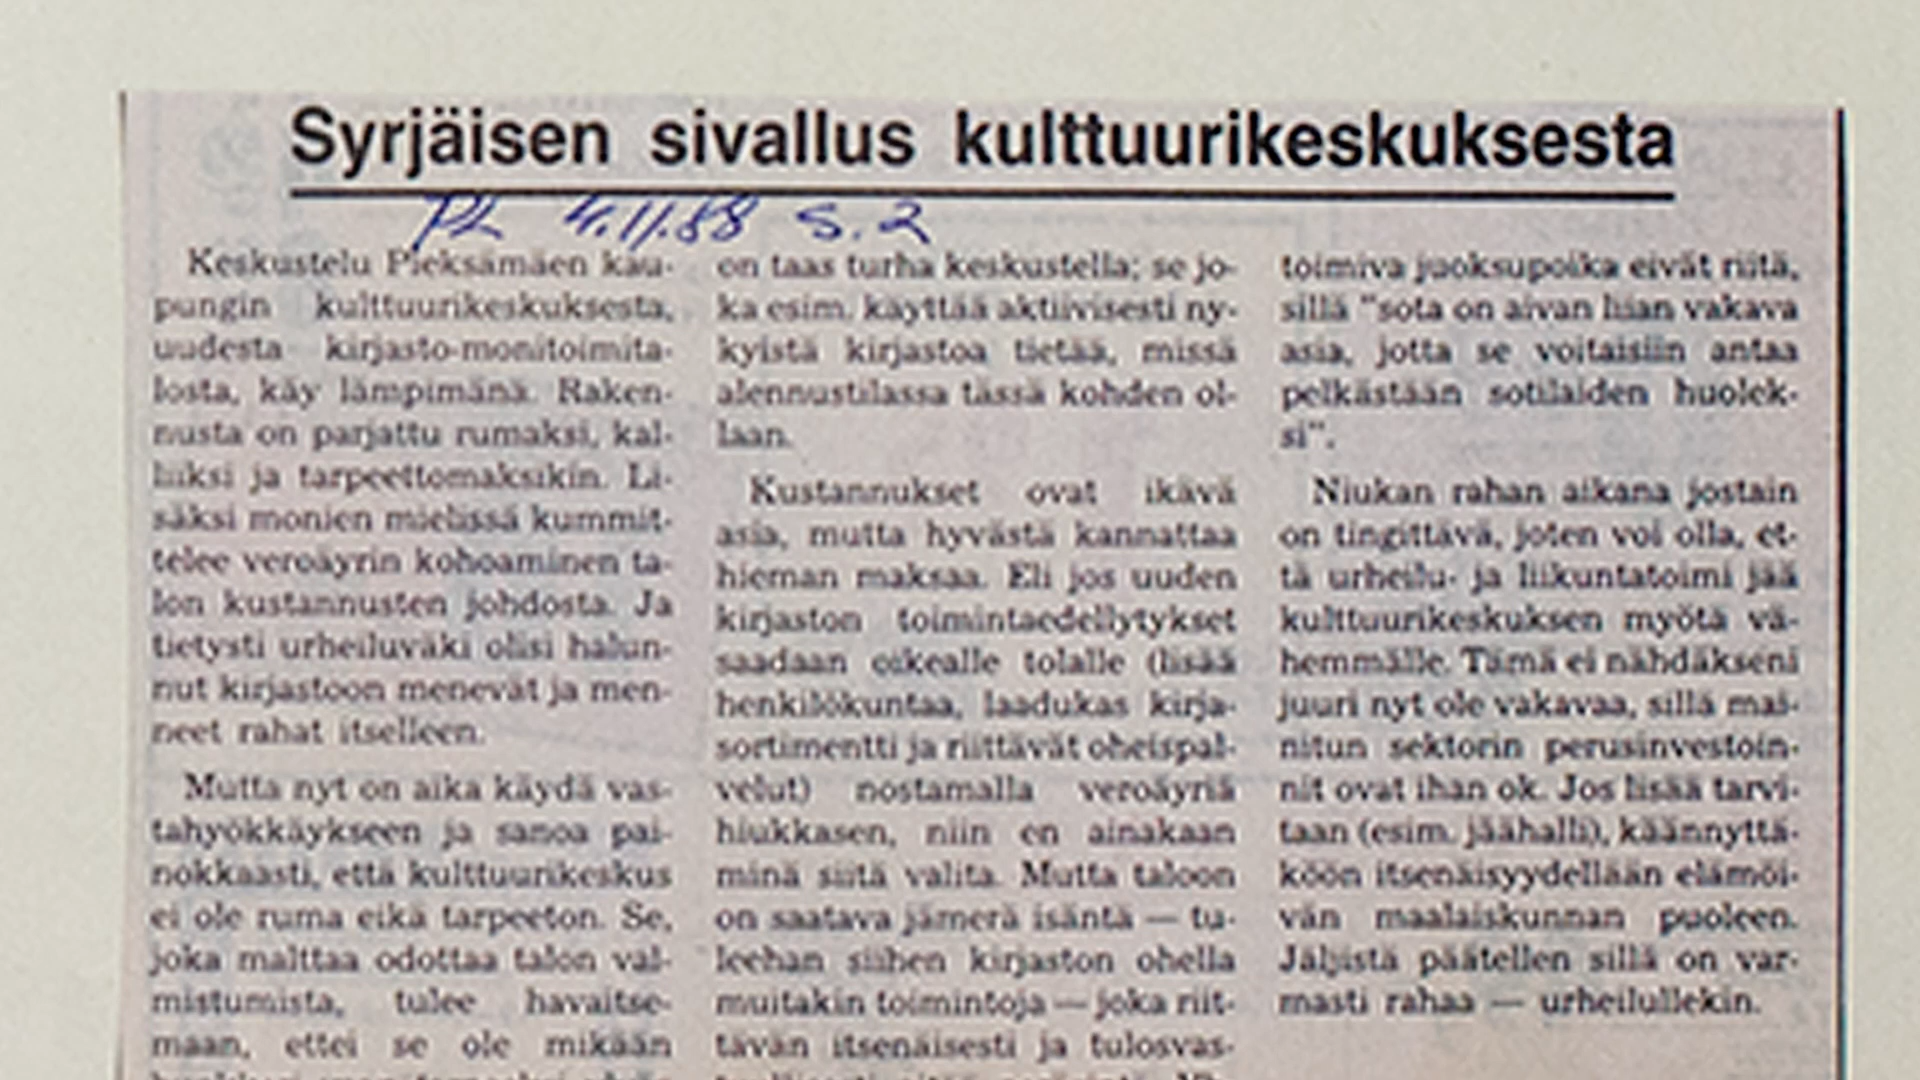 Syrjäisen sivallus kulttuurikeskuksesta
PL 4.11.88 s. 2
Keskustelu Pieksämäen kau-
pungin kulttuurikeskuksesta,
uudesta kirjasto-monitoimita-
losta, käy lämpimänä. Raken-
nusta on parjattu rumaksi, kal-
liiksi ja tarpeettomaksikin. Li-
säksi monien mielissä kummit-
telee veroäyrin kohoaminen ta-
lon kustannusten johdosta. Ja
tietysti urheiluväki olisi halun-
nut kirjastoon menevät ja men-
neet rahat itselleen.
Mutta nyt on aika käydä vas-
tahyökkäykseen ja sanoa pai-
nokkaasti, että kulttuurikeskus
ei ole ruma eikä tarpeeton. Se,
joka malttaa odottaa talon val-
mistumista, tulee havaitse-
maan, ettei se ole mikään
on taas turha keskustella; se jo-
ka esim. käyttää aktiivisesti ny-
kyistä kirjastoa tietää, missä
alennustilassa tässä kohden ol-
laan.
Kustannukset ovat ikävä
asia, mutta hyvästä kannattaa
hieman maksaa. Eli jos uuden
kirjaston toimintaedellytykset
saadaan oikealle tolalle (lisää
henkilökuntaa, laadukas kirja-
sortimentti ja riittävät oheispal-
velut) nostamalla veroäyriä
hiukkasen, niin en ainakaan
minä siitä valita. Mutta taloon
on saatava jämerä isäntä — tu-
leehan siihen kirjaston ohella
muitakin toimintoja — joka riit-
tävän itsenäisesti ja tulosvas-
toimiva juoksupoika eivät riitä,
sillä "sota on aivan liian vakava
asia, jotta se voitaisiin antaa
pelkästään sotilaiden huolek-
si".
Niukan rahan aikana jostain
on tingittävä, joten voi olla, et-
tä urheilu- ja liikuntatoimi jää
kulttuurikeskuksen myötä vä-
hemmälle. Tämä ei nähdäkseni
juuri nyt ole vakavaa, sillä mai-
nitun sektorin perusinvestoin-
nit ovat ihan ok. Jos lisää tarvi-
taan (esim. jäähalli), käännyttä-
köön itsenäisyydellään elämöi-
vän maalaiskunnan puoleen.
Jäljistä päätellen sillä on var-
masti rahaa — urheilullekin.